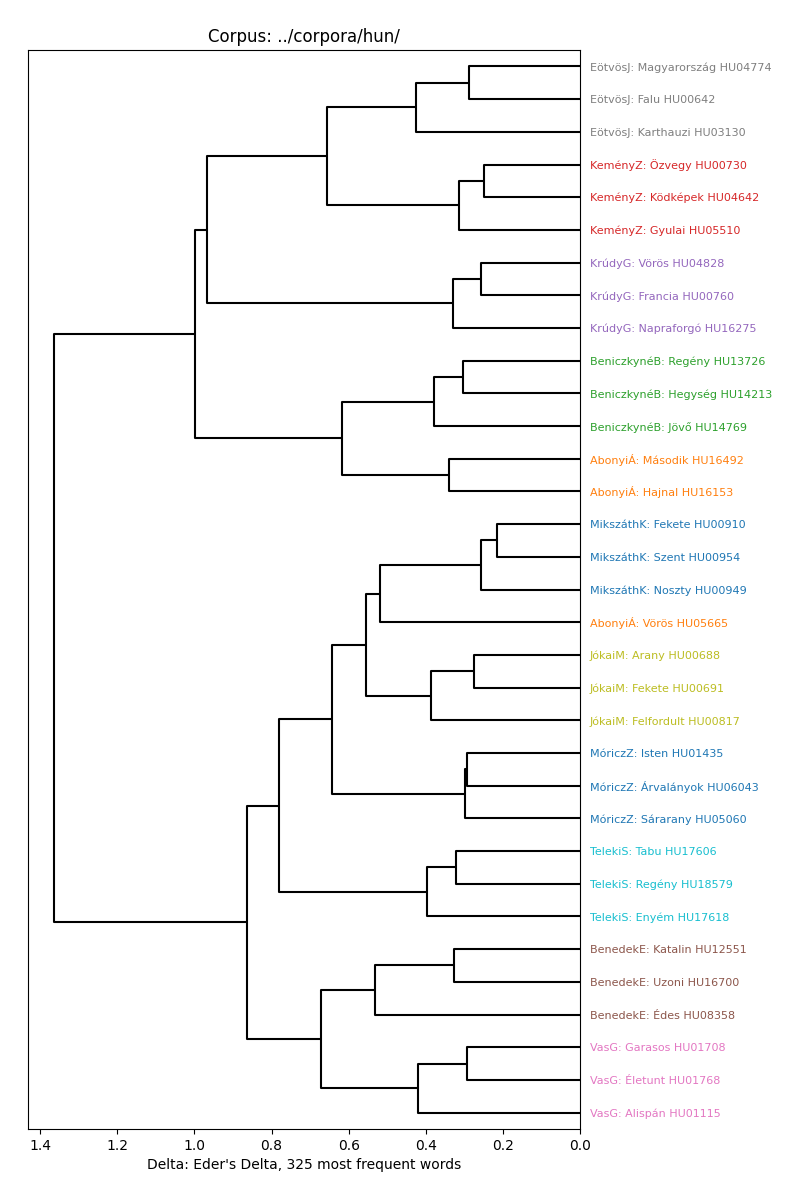 Corpus: ../corpora/hun/
EötvösJ: Magyarország HU04774
EötvösJ: Falu HU00642
EötvösJ: Karthauzi HU03130
KeményZ: Özvegy HU00730
KeményZ: Ködképek HU04642
KeményZ: Gyulai HU05510
KrúdyG: Vörös HU04828
KrúdyG: Francia HU00760
KrúdyG: Napraforgó HU16275
BeniczkynéB: Regény HU13726
BeniczkynéB: Hegység HU14213
BeniczkynéB: Jövő HU14769
AbonyiÁ: Második HU16492
AbonyiÁ: Hajnal HU16153
MikszáthK: Fekete HU00910
MikszáthK: Szent HU00954
MikszáthK: Noszty HU00949
AbonyiÁ: Vörös HU05665
JókaiM: Arany HU00688
JókaiM: Fekete HU00691
JókaiM: Felfordult HU00817
MóriczZ: Isten HU01435
MóriczZ: Árvalányok HU06043
MóriczZ: Sárarany HU05060
TelekiS: Tabu HU17606
TelekiS: Regény HU18579
TelekiS: Enyém HU17618
BenedekE: Katalin HU12551
BenedekE: Uzoni HU16700
BenedekE: Édes HU08358
VasG: Garasos HU01708
VasG: Életunt HU01768
VasG: Alispán HU01115
1.4 1.2 1.0 0.8 0.6 0.4 0.2 0.0
Delta: Eder's Delta, 325 most frequent words